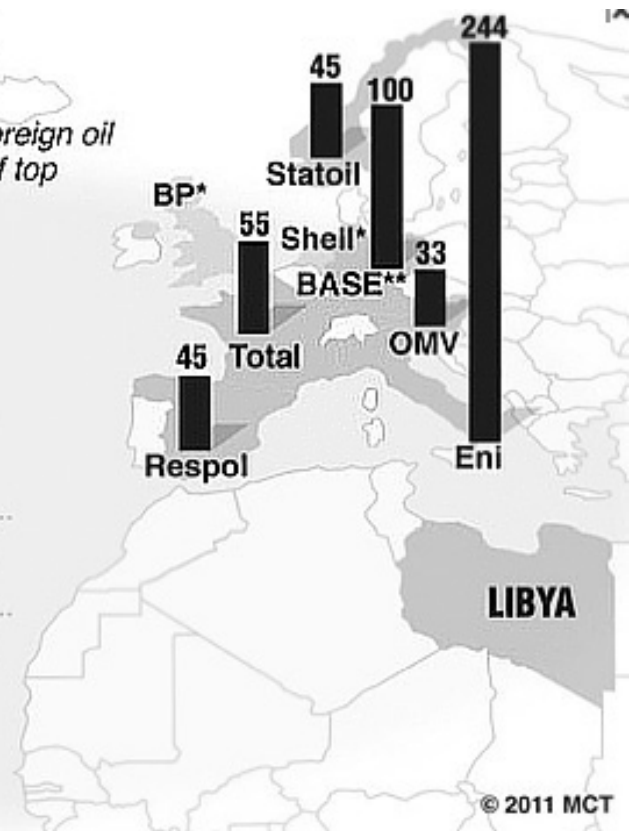 244
45
100
oreign oil
f top
Statoil
BP*
55
Shell*
33
BASE**
OMV
Total
45
Respol
Eni
LIBYA
© 2011 MCT